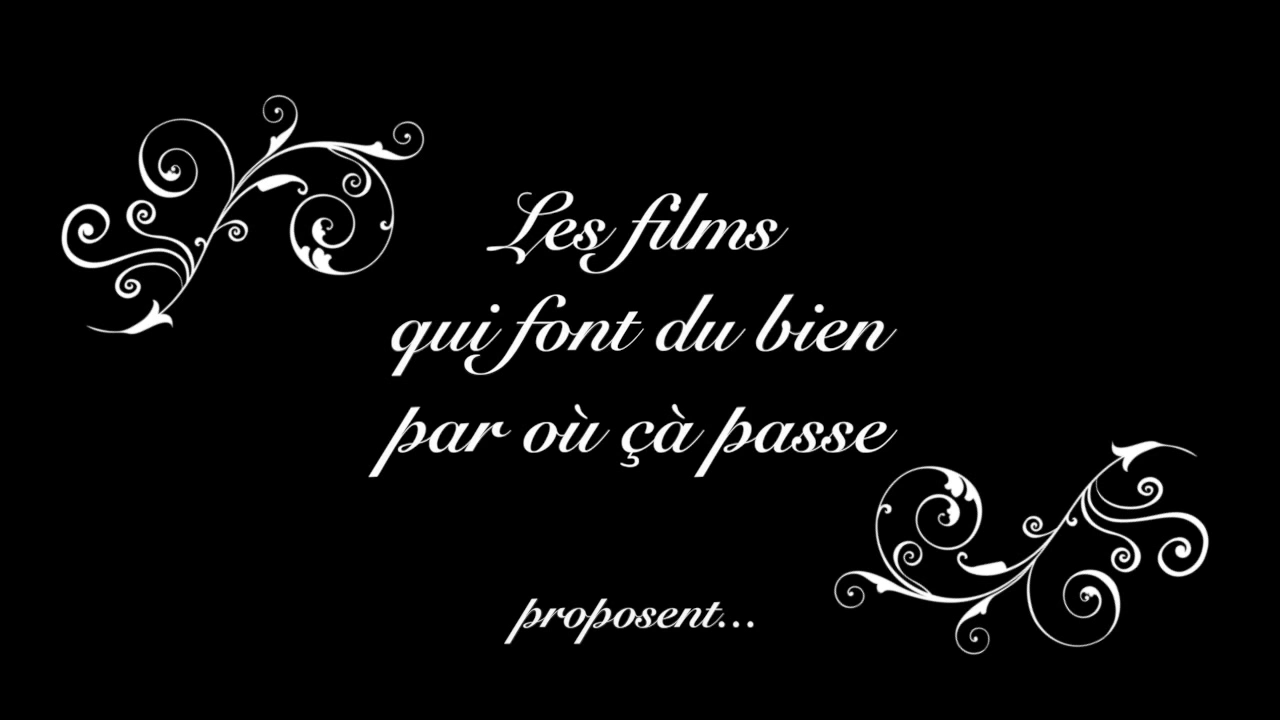 Les films
qui font du bien
par où çà passe
proposent...